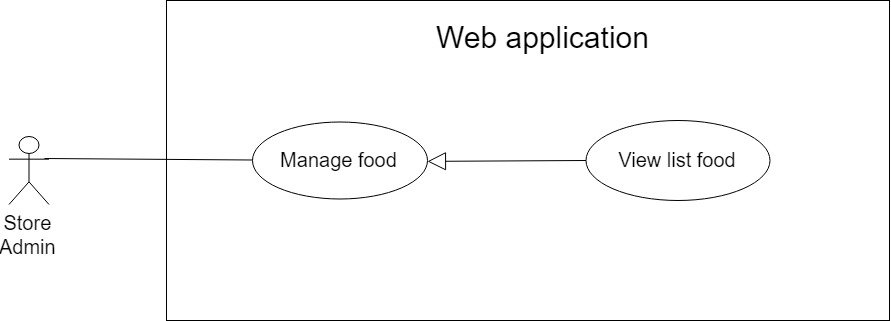 Web application
Manage food
View list food
Store
Admin